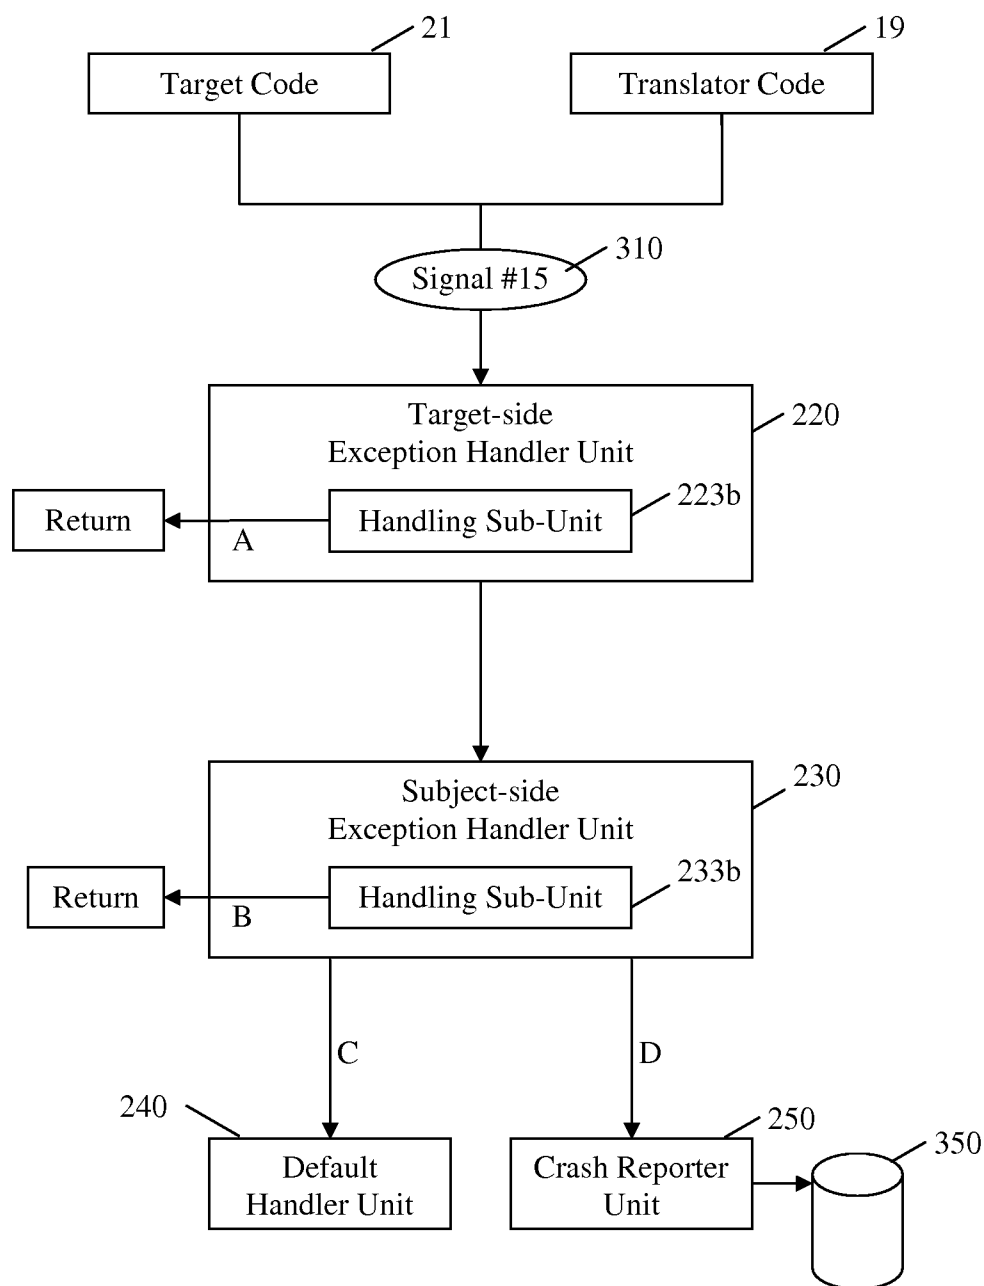 21
19
Target Code
Translator Code
310
Signal #15
220
Target-side
Exception Handler Unit
223b
Return
Handling Sub-Unit
A
230
Subject-side
Exception Handler Unit
233b
Return
Handling Sub-Unit
B
C
D
240
250
350
Default
Handler Unit
Crash Reporter
Unit